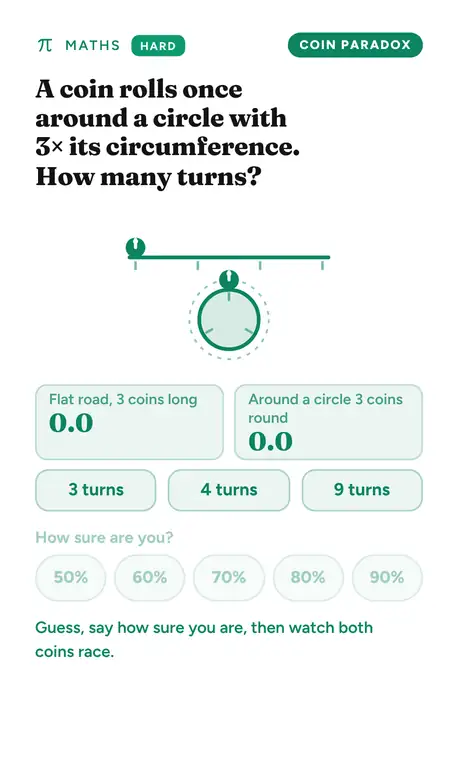 π MATHS HARD COIN PARADOX
A coin rolls once
around a circle with
3× its circumference.
How many turns?
Flat road, 3 coins long
0.0
Around a circle 3 coins
round
0.0
3 turns 4 turns 9 turns
How sure are you?
50% 60% 70% 80% 90%
Guess, say how sure you are, then watch both
coins race.